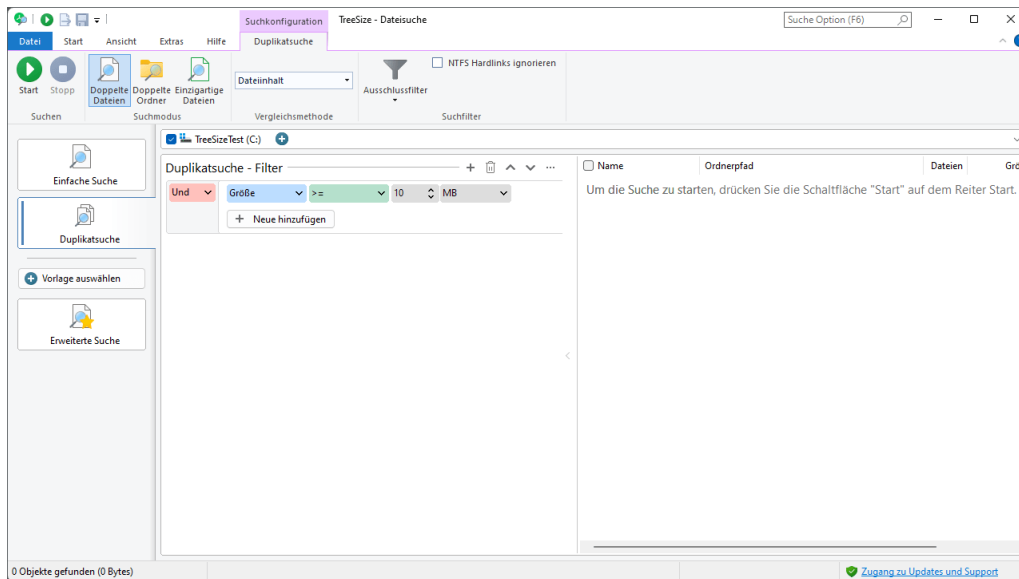 Suchkonfiguration
TreeSize - Dateisuche
Suche Option (F6)
Datei Start Ansicht Extras Hilfe Duplikatsuche
Start
Stopp
Doppelte Dateien
Doppelte Ordner
Einzigartige Dateien
Dateiinhalt
Ausschlussfilter
NTFS Hardlinks ignorieren
Suchen Suchmodus Vergleichsmethode Suchfilter
Einfache Suche
Duplikatsuche
Vorlage auswählen
Erweiterte Suche
TreeSizeTest (C:)
Duplikatsuche - Filter
Und Größe >= 10 MB
Neue hinzufügen
Name Ordnerpfad Dateien Grö
Um die Suche zu starten, drücken Sie die Schaltfläche "Start" auf dem Reiter Start.
0 Objekte gefunden (0 Bytes)
Zugang zu Updates und Support